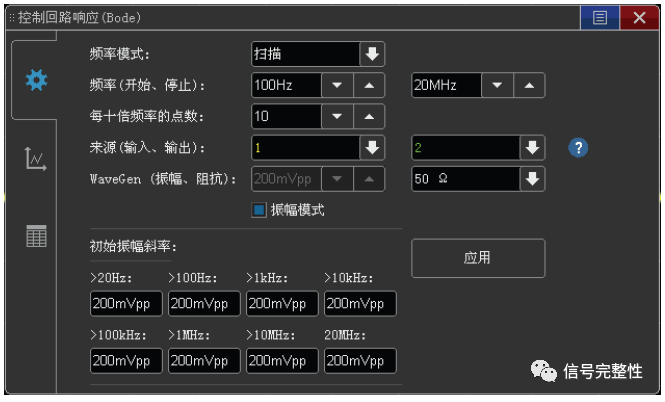 控制回路响应(Bode)
频率模式: 扫描
频率(开始、停止): 100Hz 20MHz
每十倍频率的点数: 10
来源(输入、输出): 1 2 ?
WaveGen (振幅、阻抗): 200mVpp 50 Ω
振幅模式
初始振幅斜率: 应用
>20Hz: >100Hz: >1kHz: >10kHz:
200mVpp 200mVpp 200mVpp 200mVpp
>100kHz: >1MHz: >10MHz: 20MHz:
200mVpp 200mVpp 200mVpp 200mVpp
信号完整性